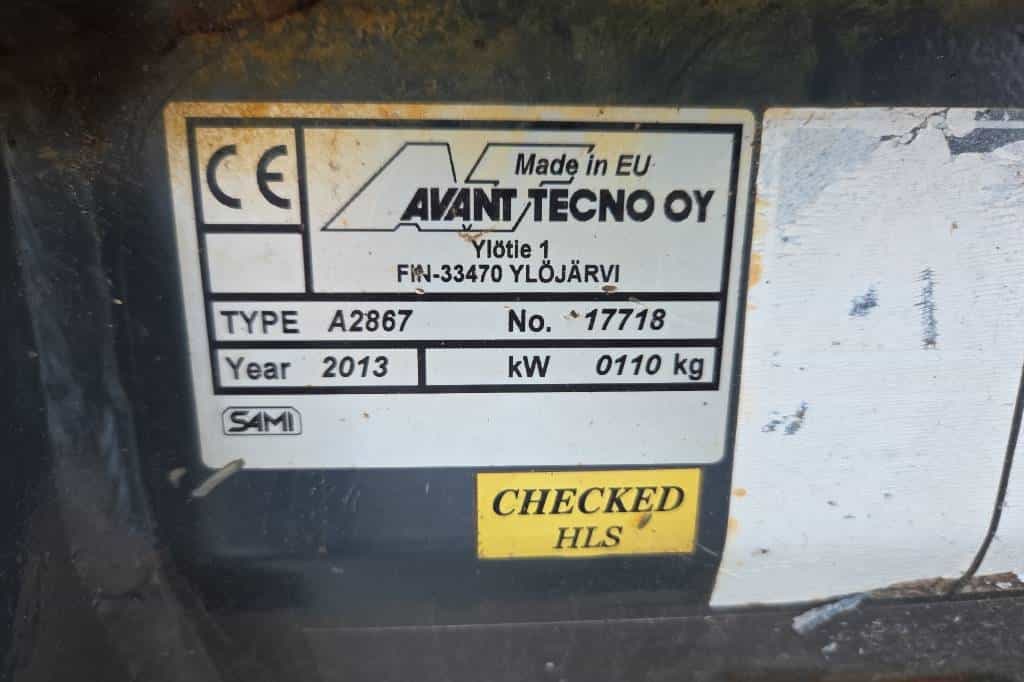 CE
Made in EU
AVANT TECNO OY
Ylötie 1
FIN-33470 YLÖJÄRVI
TYPE A2867 No. 17718
Year 2013 kW 0110 kg
SAMI
CHECKED
HLS